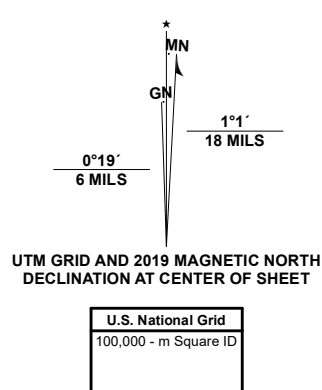 MN
GN
1°1´
18 MILS
0°19´
6 MILS
UTM GRID AND 2019 MAGNETIC NORTH
DECLINATION AT CENTER OF SHEET
U.S. National Grid
100,000 - m Square ID